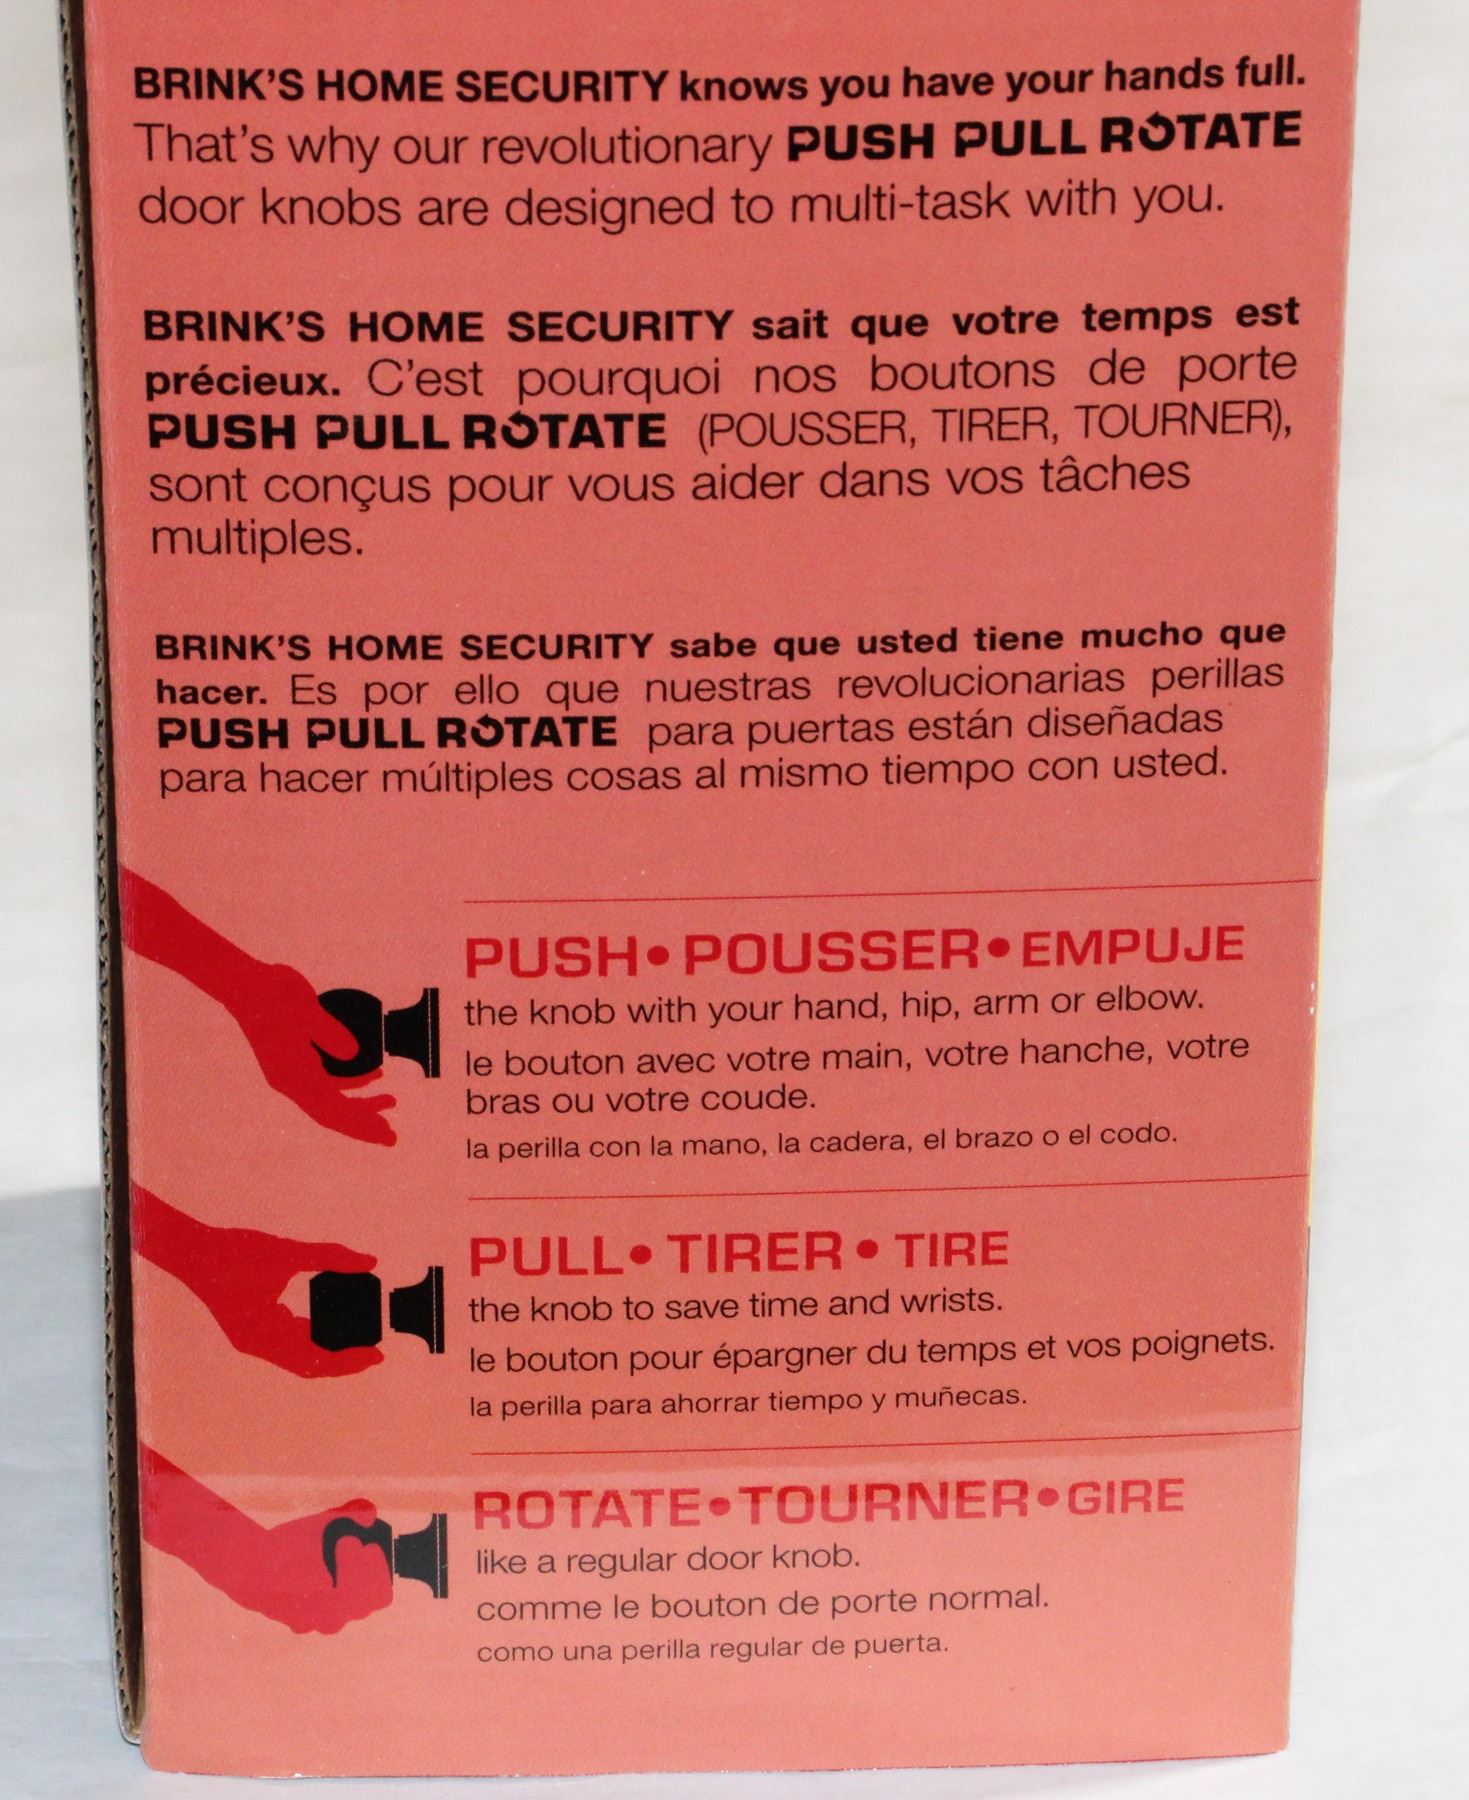 BRINK'S HOME SECURITY knows you have your hands full.
That's why our revolutionary PUSH PULL ROTATE
door knobs are designed to multi-task with you.
BRINK'S HOME SECURITY sait que votre temps est
précieux. C'est pourquoi nos boutons de porte
PUSH PULL ROTATE (POUSSER, TIRER, TOURNER),
sont conçus pour vous aider dans vos tâches
multiples.
BRINK'S HOME SECURITY sabe que usted tiene mucho que
hacer. Es por ello que nuestras revolucionarias perillas
PUSH PULL ROTATE para puertas están diseñadas
para hacer múltiples cosas al mismo tiempo con usted.
PUSH•POUSSER•EMPUJE
the knob with your hand, hip, arm or elbow.
le bouton avec votre main, votre hanche, votre
bras ou votre coude.
la perilla con la mano, la cadera, el brazo o el codo.
PULL•TIRER•TIRE
the knob to save time and wrists.
le bouton pour épargner du temps et vos poignets.
la perilla para ahorrar tiempo y muñecas.
ROTATE•TOURNER•GIRE
like a regular door knob.
comme le bouton de porte normal.
como una perilla regular de puerta.